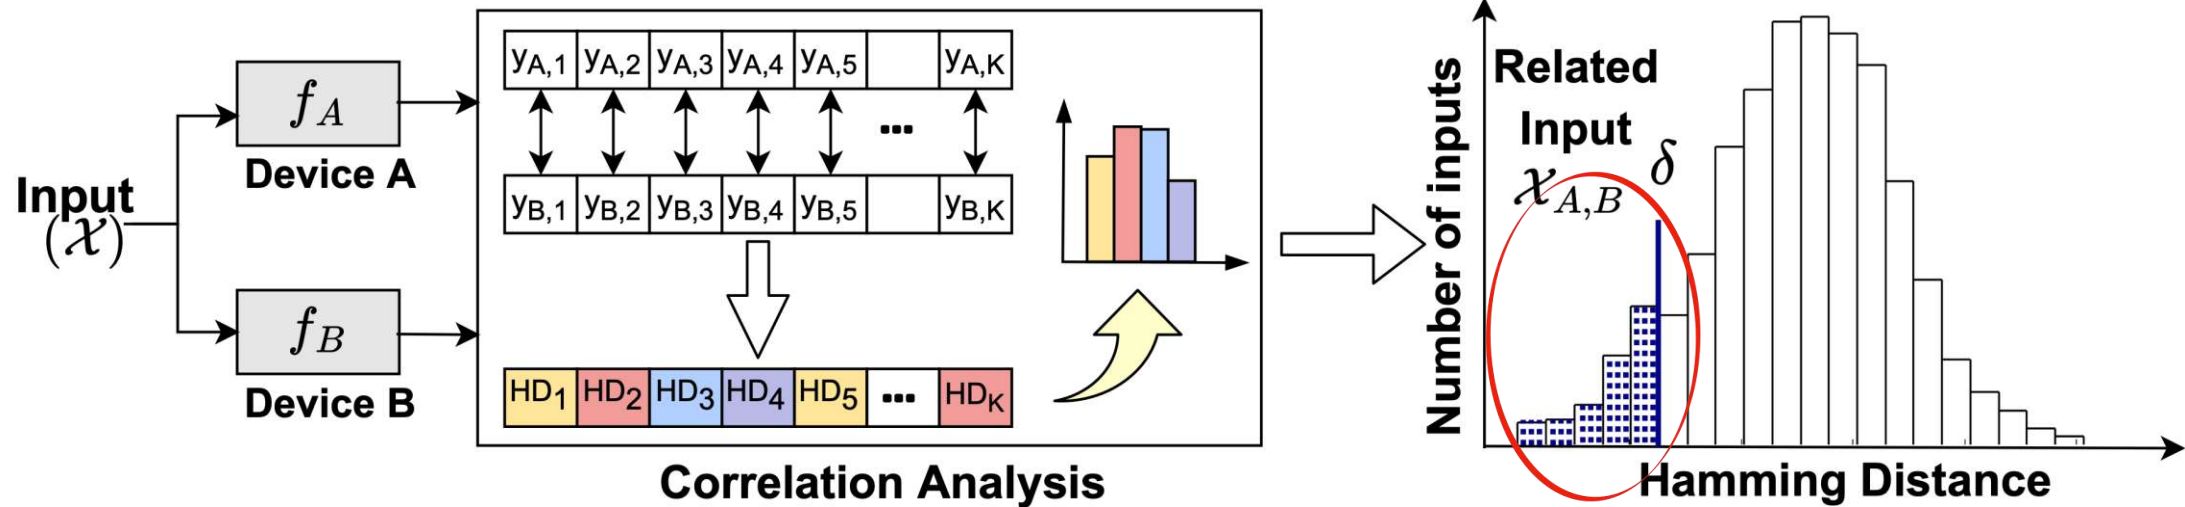 Input
(𝒳)
f_A
Device A
f_B
Device B
y_A,1 y_A,2 y_A,3 y_A,4 y_A,5 y_A,K
...
y_B,1 y_B,2 y_B,3 y_B,4 y_B,5 y_B,K
HD_1 HD_2 HD_3 HD_4 HD_5 ... HD_K
Correlation Analysis
Number of inputs
Related
Input
𝒳_A,B δ
Hamming Distance